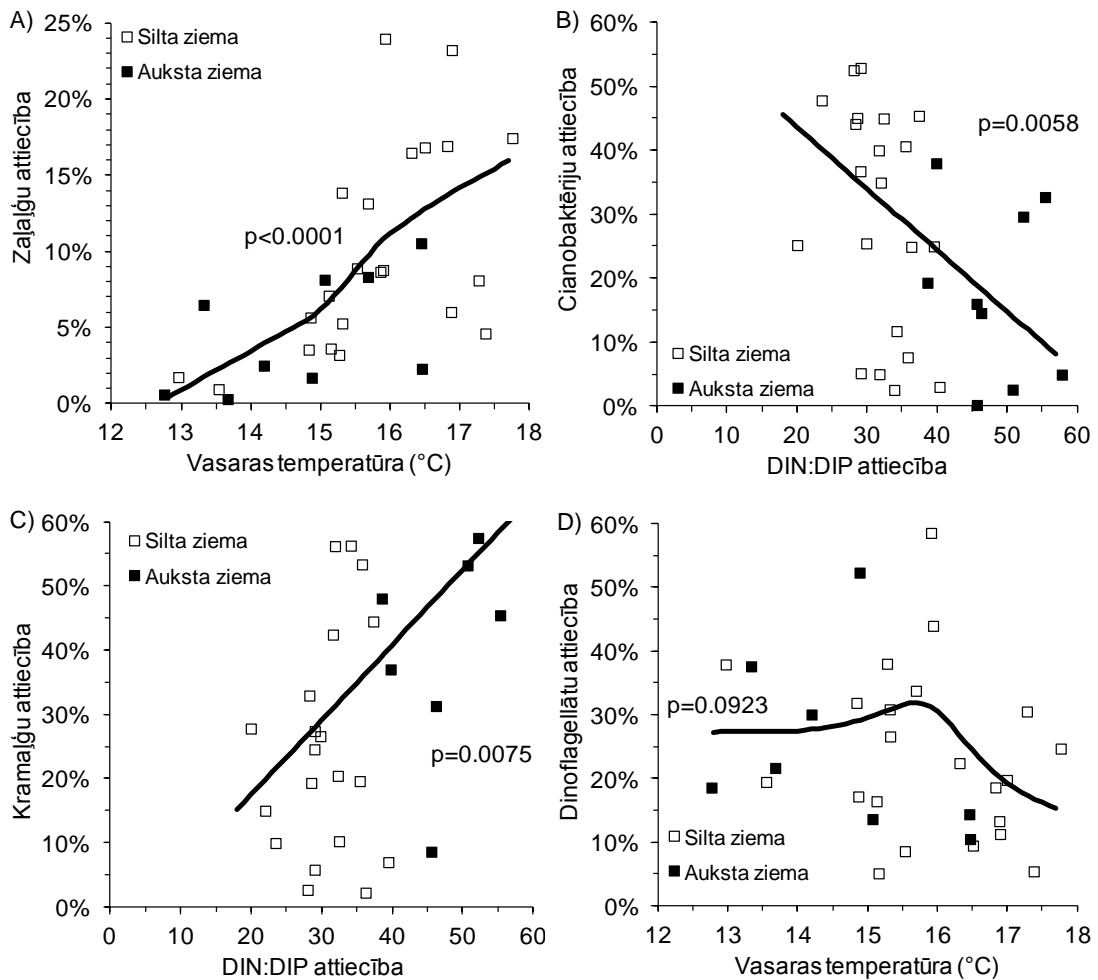 A)
25%
20%
15%
10%
5%
0%
Zaļaļģu attiecība
Silta ziema
Auksta ziema
p<0.0001
12 13 14 15 16 17 18
Vasaras temperatūra (°C)
B)
60%
50%
40%
30%
20%
10%
0%
Cianobaktēriju attiecība
p=0.0058
Silta ziema
Auksta ziema
0 10 20 30 40 50 60
DIN:DIP attiecība
C)
60%
50%
40%
30%
20%
10%
0%
Kramaļģu attiecība
Silta ziema
Auksta ziema
p=0.0075
0 10 20 30 40 50 60
DIN:DIP attiecība
D)
60%
50%
40%
30%
20%
10%
0%
Dinoflagellātu attiecība
p=0.0923
Silta ziema
Auksta ziema
12 13 14 15 16 17 18
Vasaras temperatūra (°C)